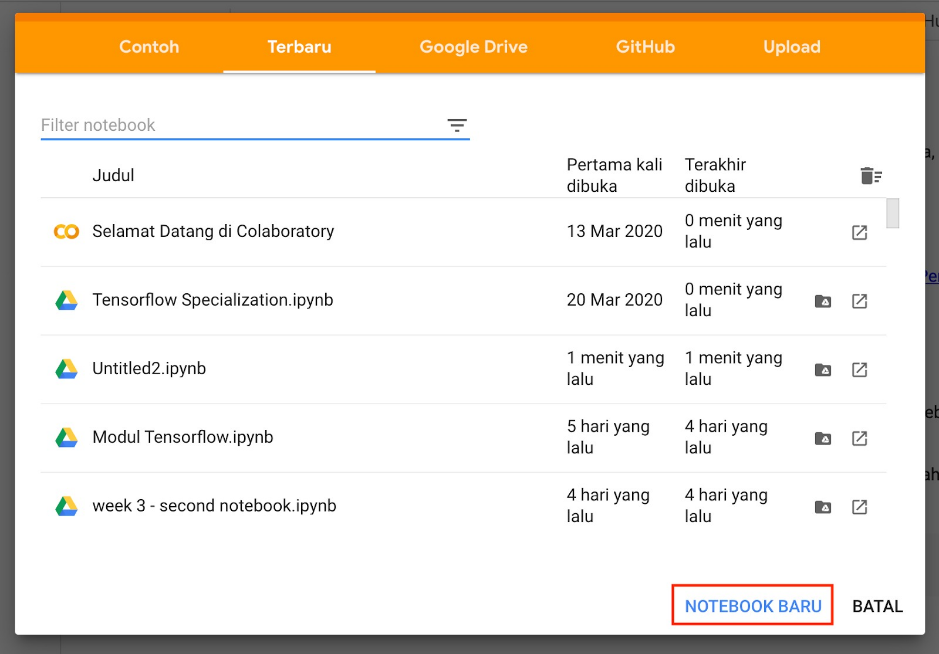 Contoh
Terbaru
Google Drive
GitHub
Upload
Filter notebook
Judul
Pertama kali
dibuka
Terakhir
dibuka
Selamat Datang di Colaboratory
13 Mar 2020
0 menit yang
lalu
Tensorflow Specialization.ipynb
20 Mar 2020
0 menit yang
lalu
Untitled2.ipynb
1 menit yang
lalu
1 menit yang
lalu
Modul Tensorflow.ipynb
5 hari yang
lalu
4 hari yang
lalu
week 3 - second notebook.ipynb
4 hari yang
lalu
4 hari yang
lalu
NOTEBOOK BARU
BATAL